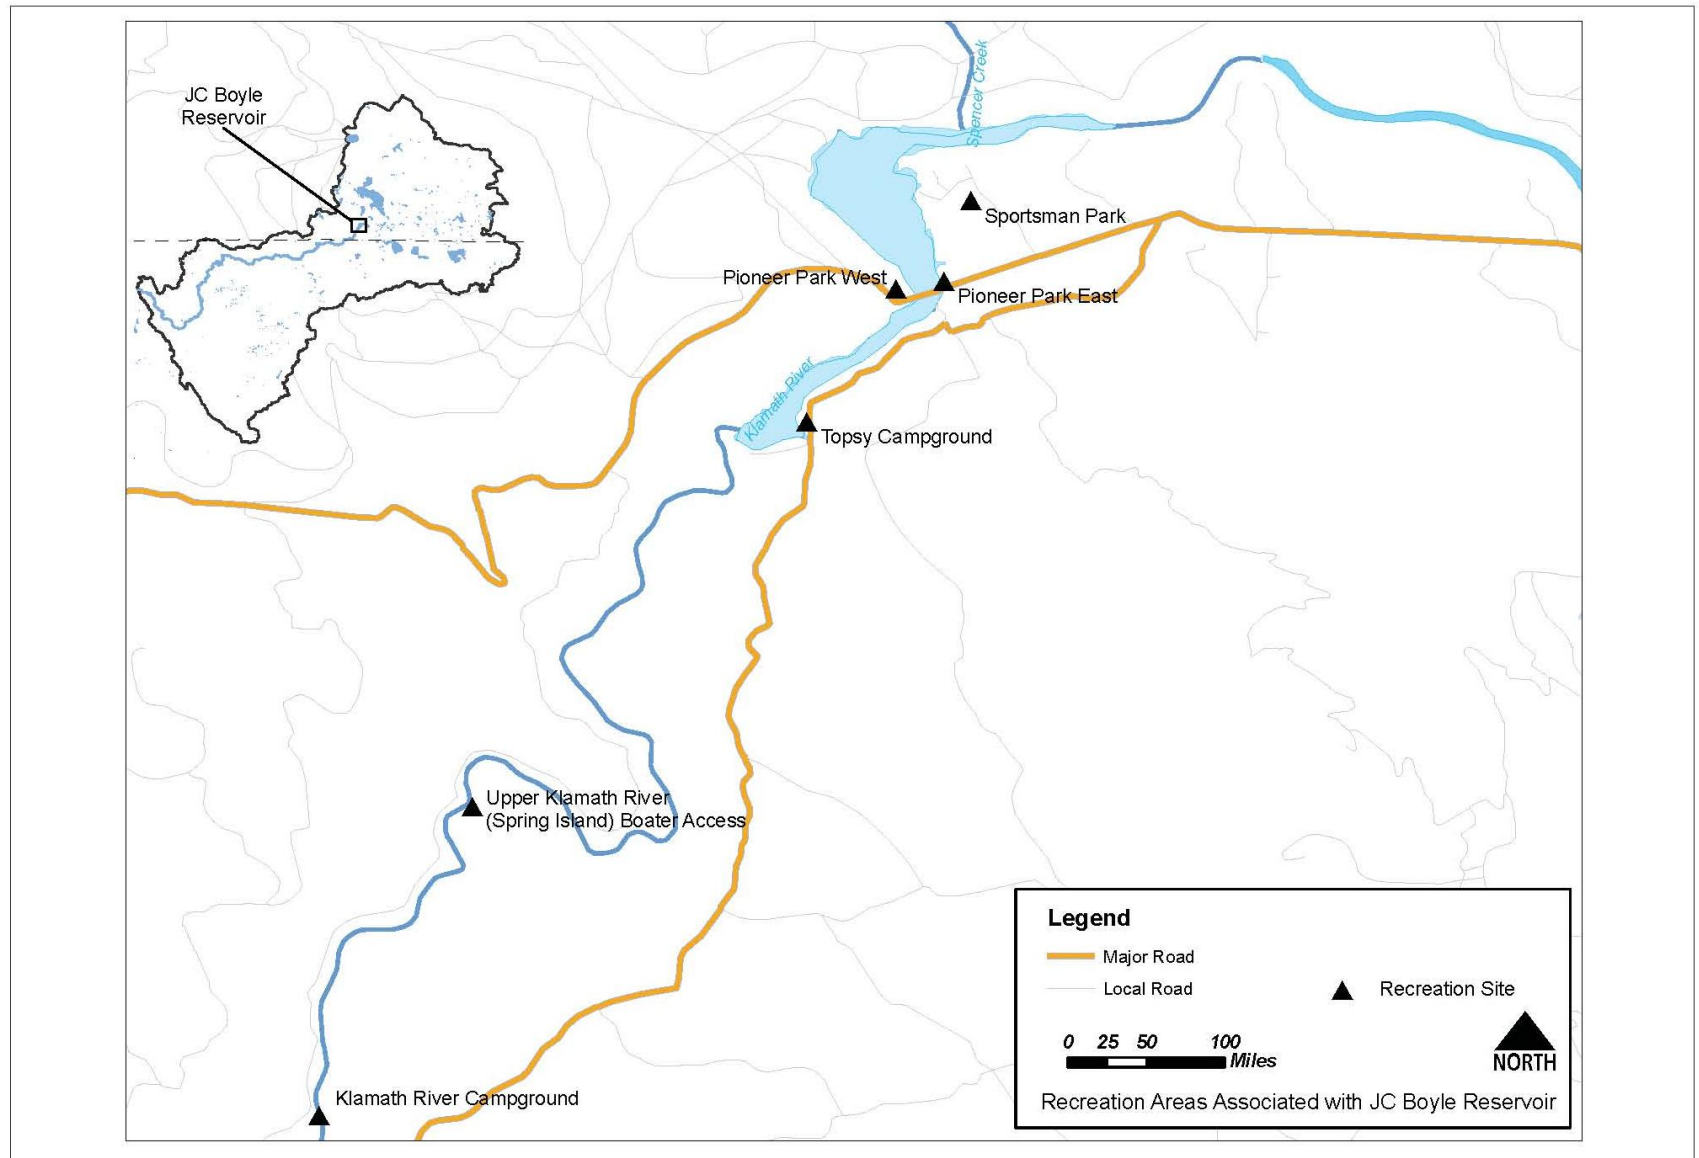 JC Boyle
Reservoir
Spencer Creek
Sportsman Park
Pioneer Park West
Pioneer Park East
Klamath River
Topsy Campground
Upper Klamath River
(Spring Island) Boater Access
Klamath River Campground
Legend
Major Road
Local Road
Recreation Site
0 25 50 100
Miles
NORTH
Recreation Areas Associated with JC Boyle Reservoir